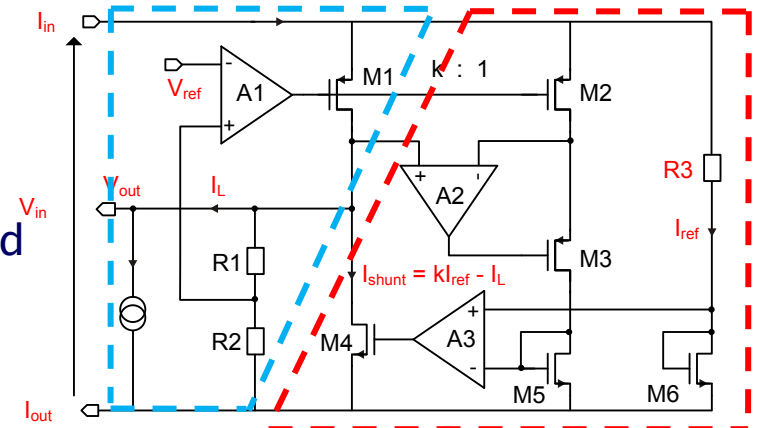 Iin
M1
k : 1
Vref
-
A1
M2
+
+
-
R3
A2
Vout
IL
Vin
Iref
d
M3
R1
Ishunt = kIref - IL
+
R2
M4
A3
-
M5
M6
Iout